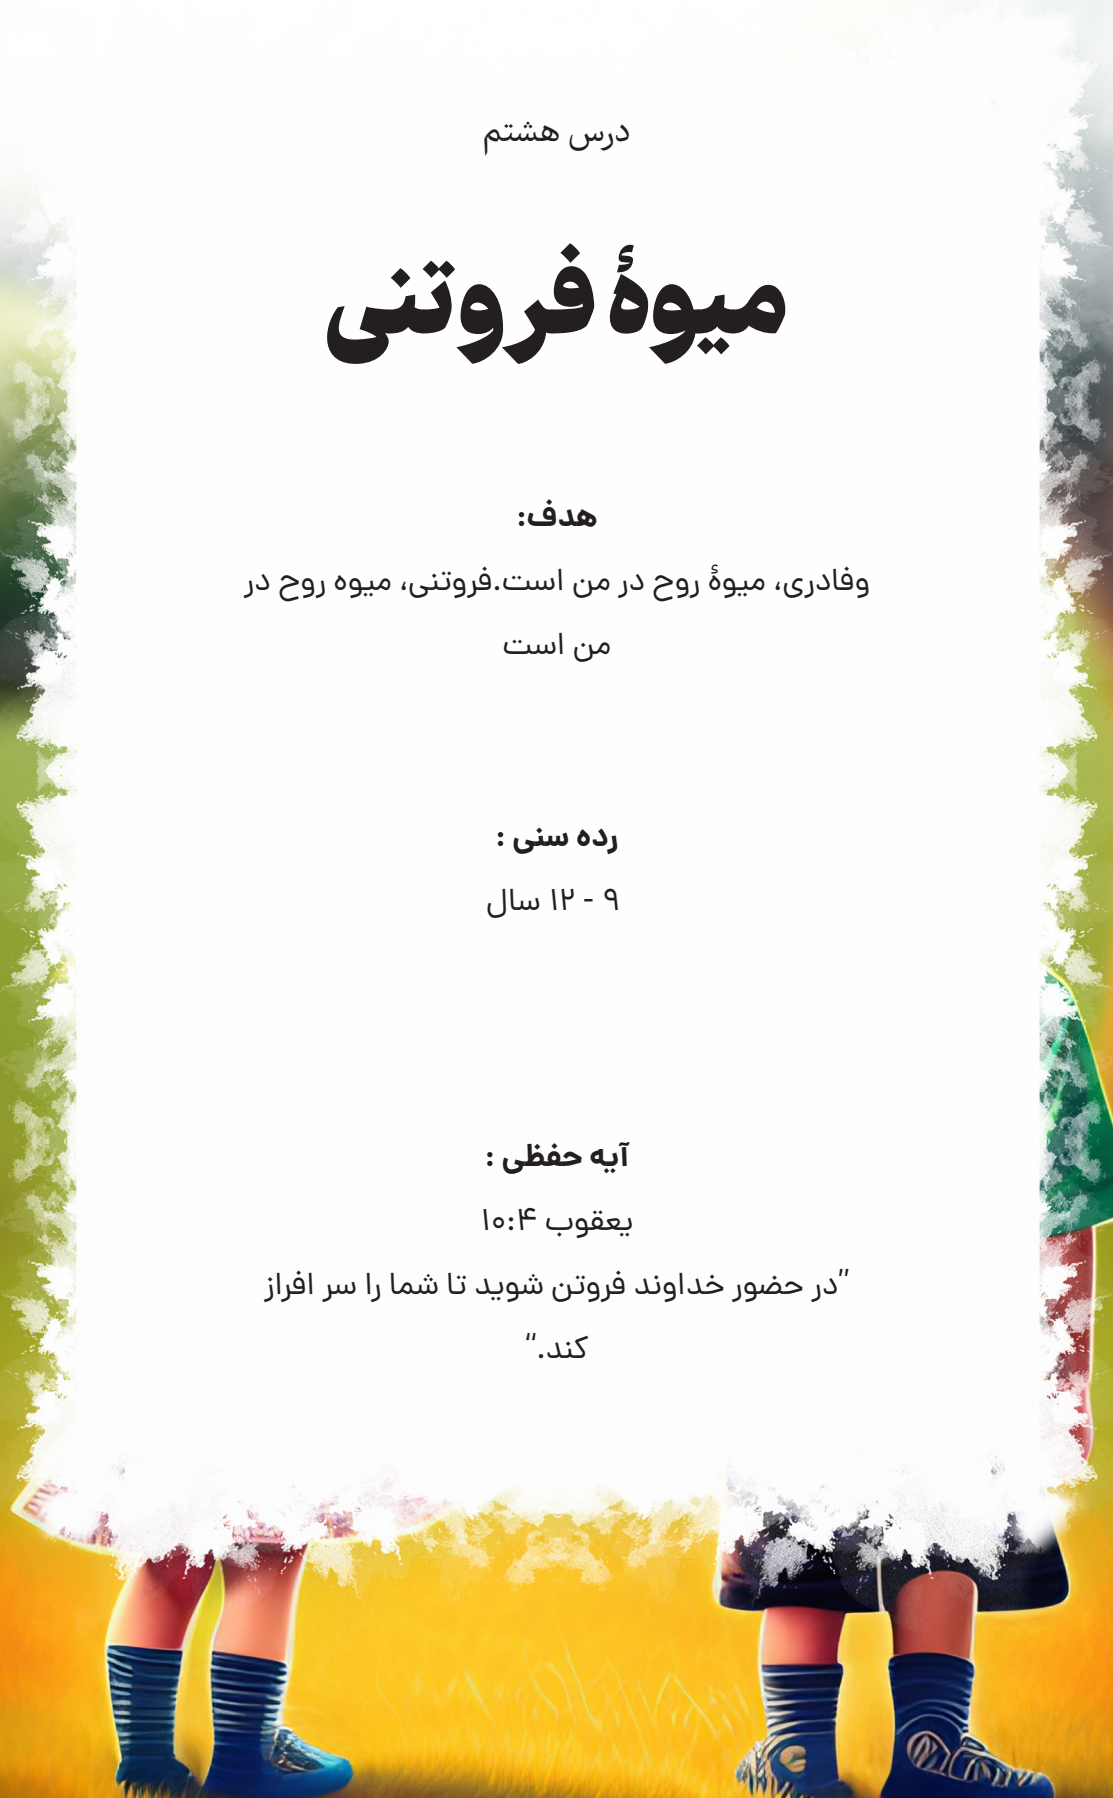 درس هشتم
میوهٔ فروتنی
هدف:
وفادری، میوهٔ روح در من است.فروتنی، میوه روح در
من است
رده سنی :
۹ - ۱۲ سال
آیه حفظی :
یعقوب ۱۰:۴
”در حضور خداوند فروتن شوید تا شما را سر افراز
کند.“